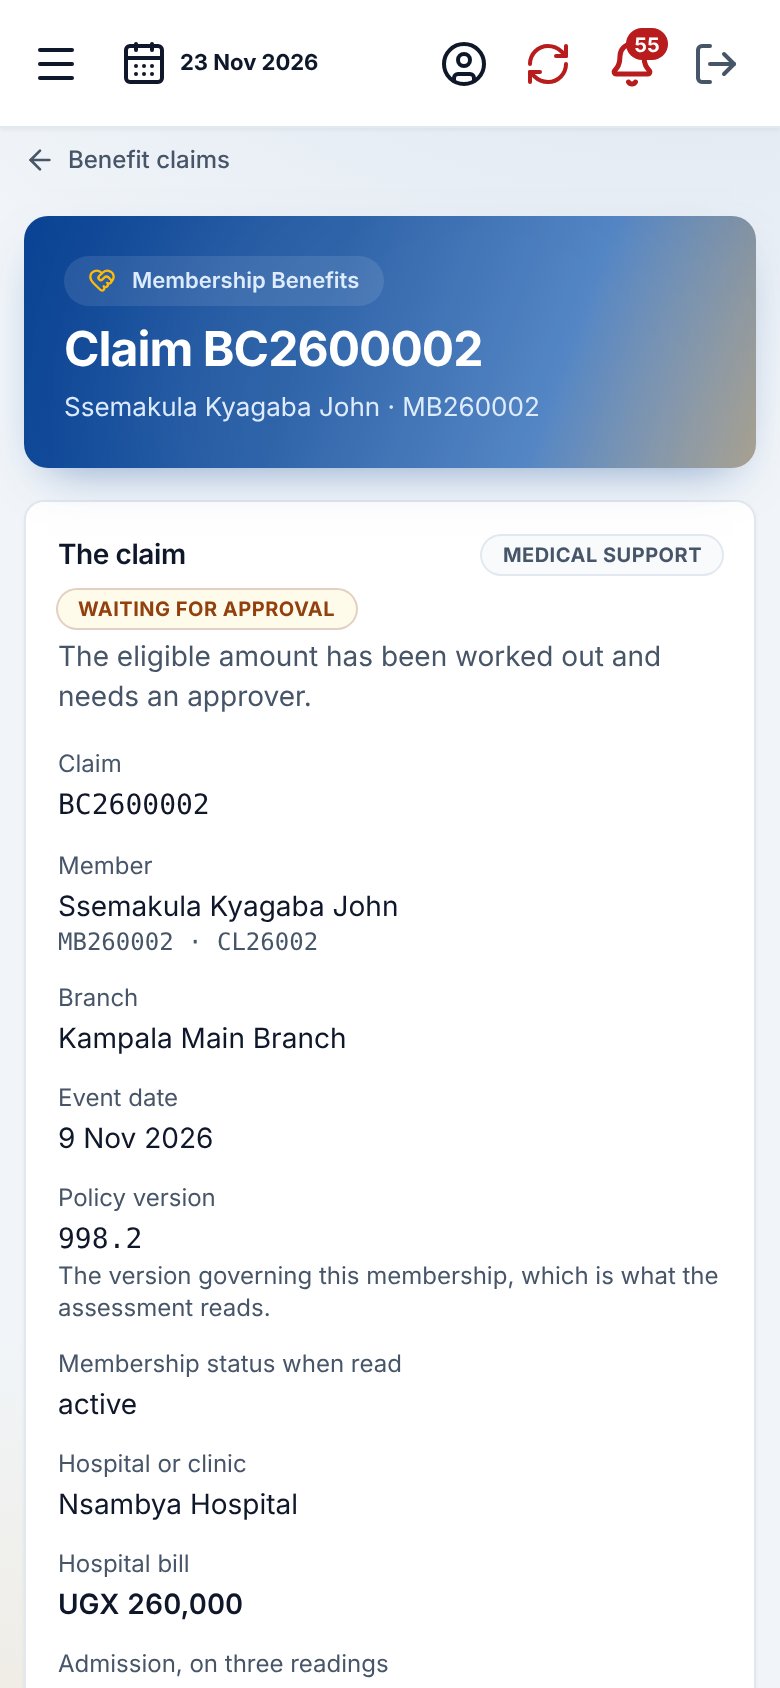 23 Nov 2026
55
Benefit claims
Membership Benefits
Claim BC2600002
Ssemakula Kyagaba John · MB260002
The claim
MEDICAL SUPPORT
WAITING FOR APPROVAL
The eligible amount has been worked out and
needs an approver.
Claim
BC2600002
Member
Ssemakula Kyagaba John
MB260002 · CL26002
Branch
Kampala Main Branch
Event date
9 Nov 2026
Policy version
998.2
The version governing this membership, which is what the
assessment reads.
Membership status when read
active
Hospital or clinic
Nsambya Hospital
Hospital bill
UGX 260,000
Admission, on three readings